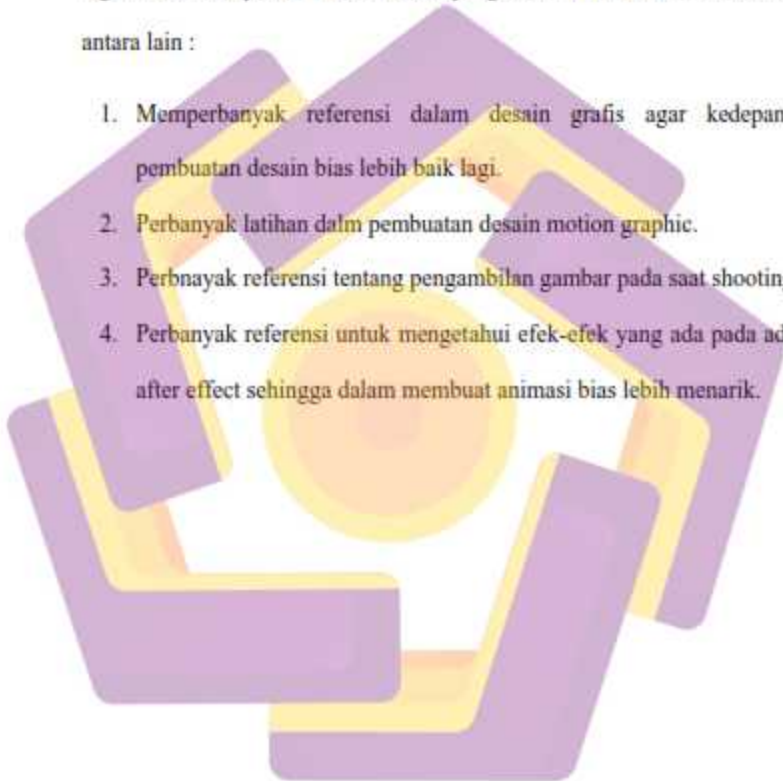 antara lain :
1. Memperbanyak referensi dalam desain grafis agar kedepan
pembuatan desain bias lebih baik lagi.
2. Perbanyak latihan dalm pembuatan desain motion graphic.
3. Perbnayak referensi tentang pengambilan gambar pada saat shootin
4. Perbanyak referensi untuk mengetahui efek-efek yang ada pada ad
after effect sehingga dalam membuat animasi bias lebih menarik.